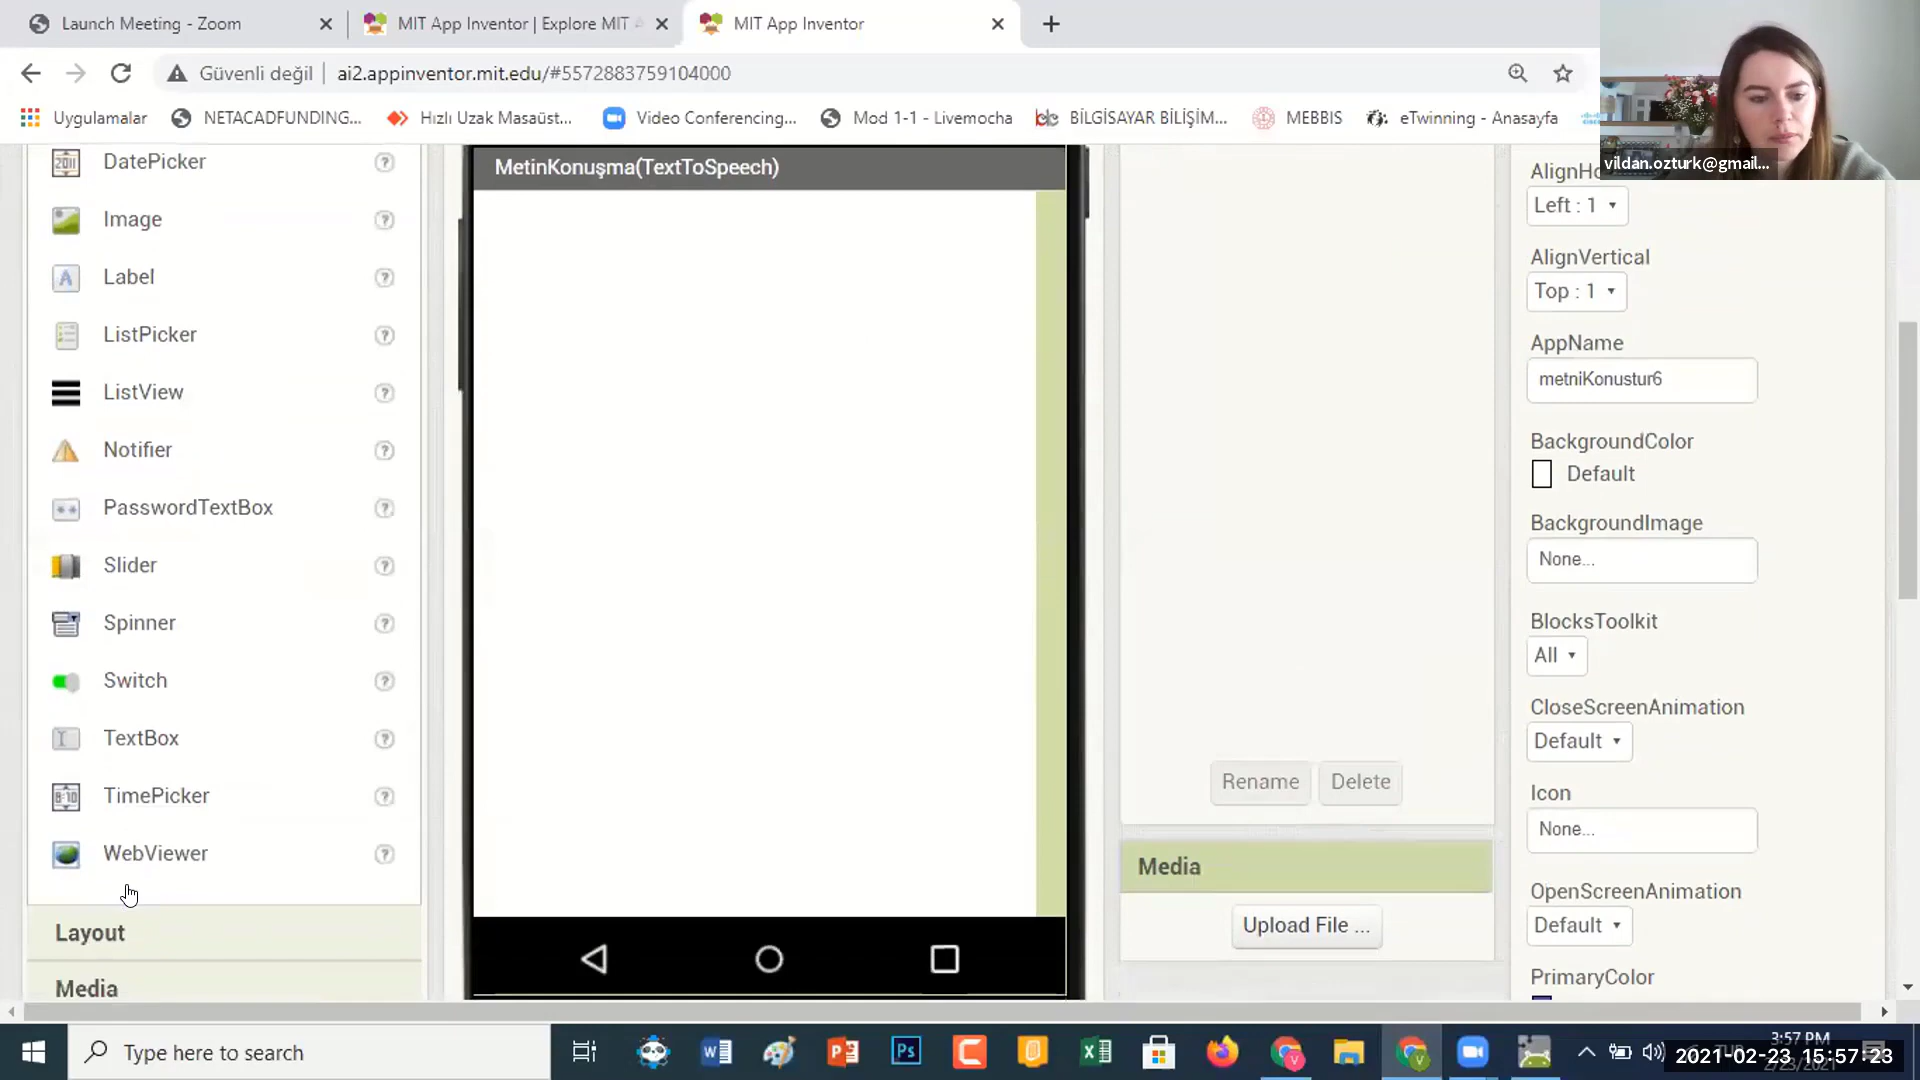 Launch Meeting - Zoom
MIT App Inventor | Explore MIT
MIT App Inventor
Güvenli değil
ai2.appinventor.mit.edu/#5572883759104000
Uygulamalar
NETACADFUNDING...
Hızlı Uzak Masaüst...
Video Conferencing...
Mod 1-1 - Livemocha
BİLGİSAYAR BİLİŞİM...
MEBBIS
eTwinning - Anasayfa
vildan.ozturk@gmail...
DatePicker
Image
Label
ListPicker
ListView
Notifier
PasswordTextBox
Slider
Spinner
Switch
TextBox
TimePicker
WebViewer
Layout
Media
MetinKonuşma(TextToSpeech)
Rename
Delete
Media
Upload File ...
Left : 1
AlignVertical
Top : 1
AppName
metniKonustur6
BackgroundColor
Default
BackgroundImage
None...
BlocksToolkit
All
CloseScreenAnimation
Default
Icon
None...
OpenScreenAnimation
Default
PrimaryColor
Type here to search
3:57 PM
2021-02-23 15:57:23